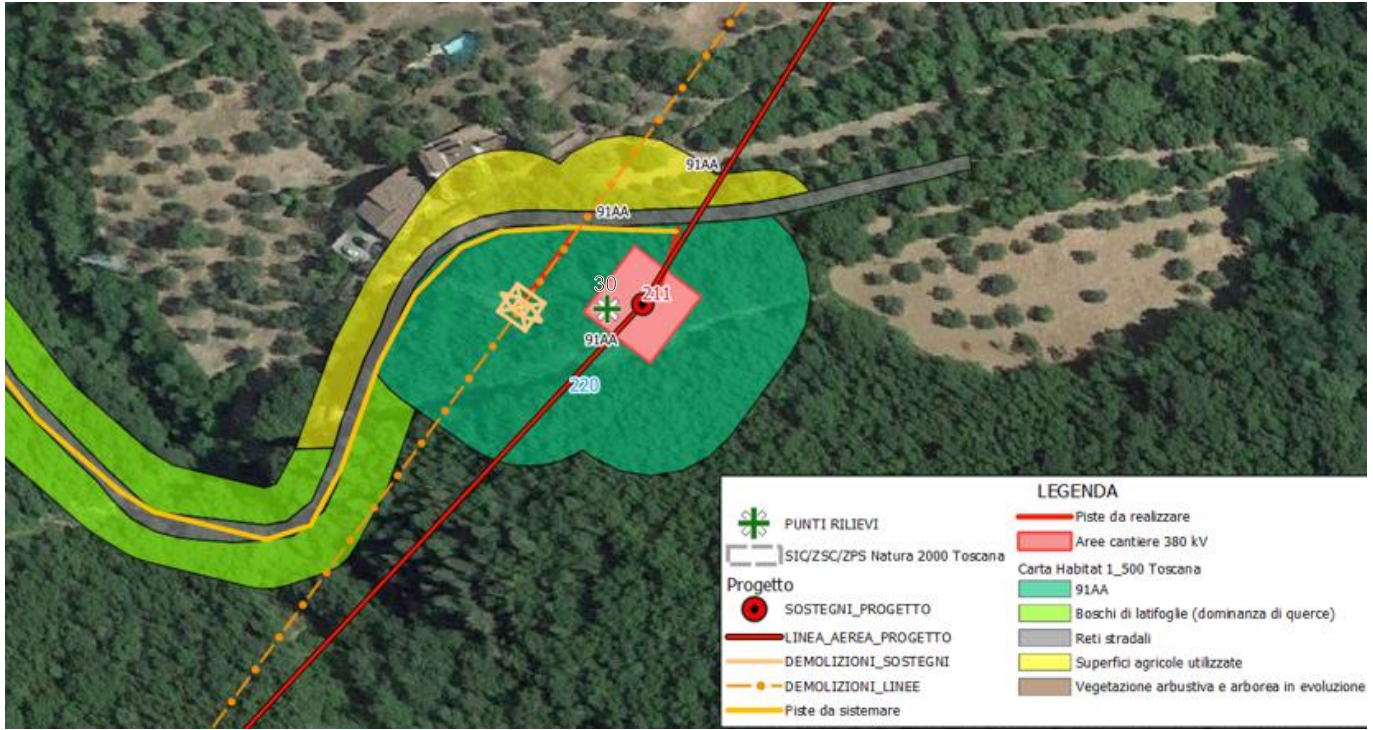 91AA
91AA
30
211
91AA
220
LEGENDA
PUNTI RILIEVI
SIC/ZSC/ZPS Natura 2000 Toscana
Progetto
SOSTEGNI_PROGETTO
LINEA_AEREA_PROGETTO
DEMOLIZIONI_SOSTEGNI
DEMOLIZIONI_LINEE
Piste da sistemare
Piste da realizzare
Aree cantiere 380 kV
Carta Habitat 1_500 Toscana
91AA
Boschi di latifoglie (dominanza di querce)
Reti stradali
Superfici agricole utilizzate
Vegetazione arbustiva e arborea in evoluzione